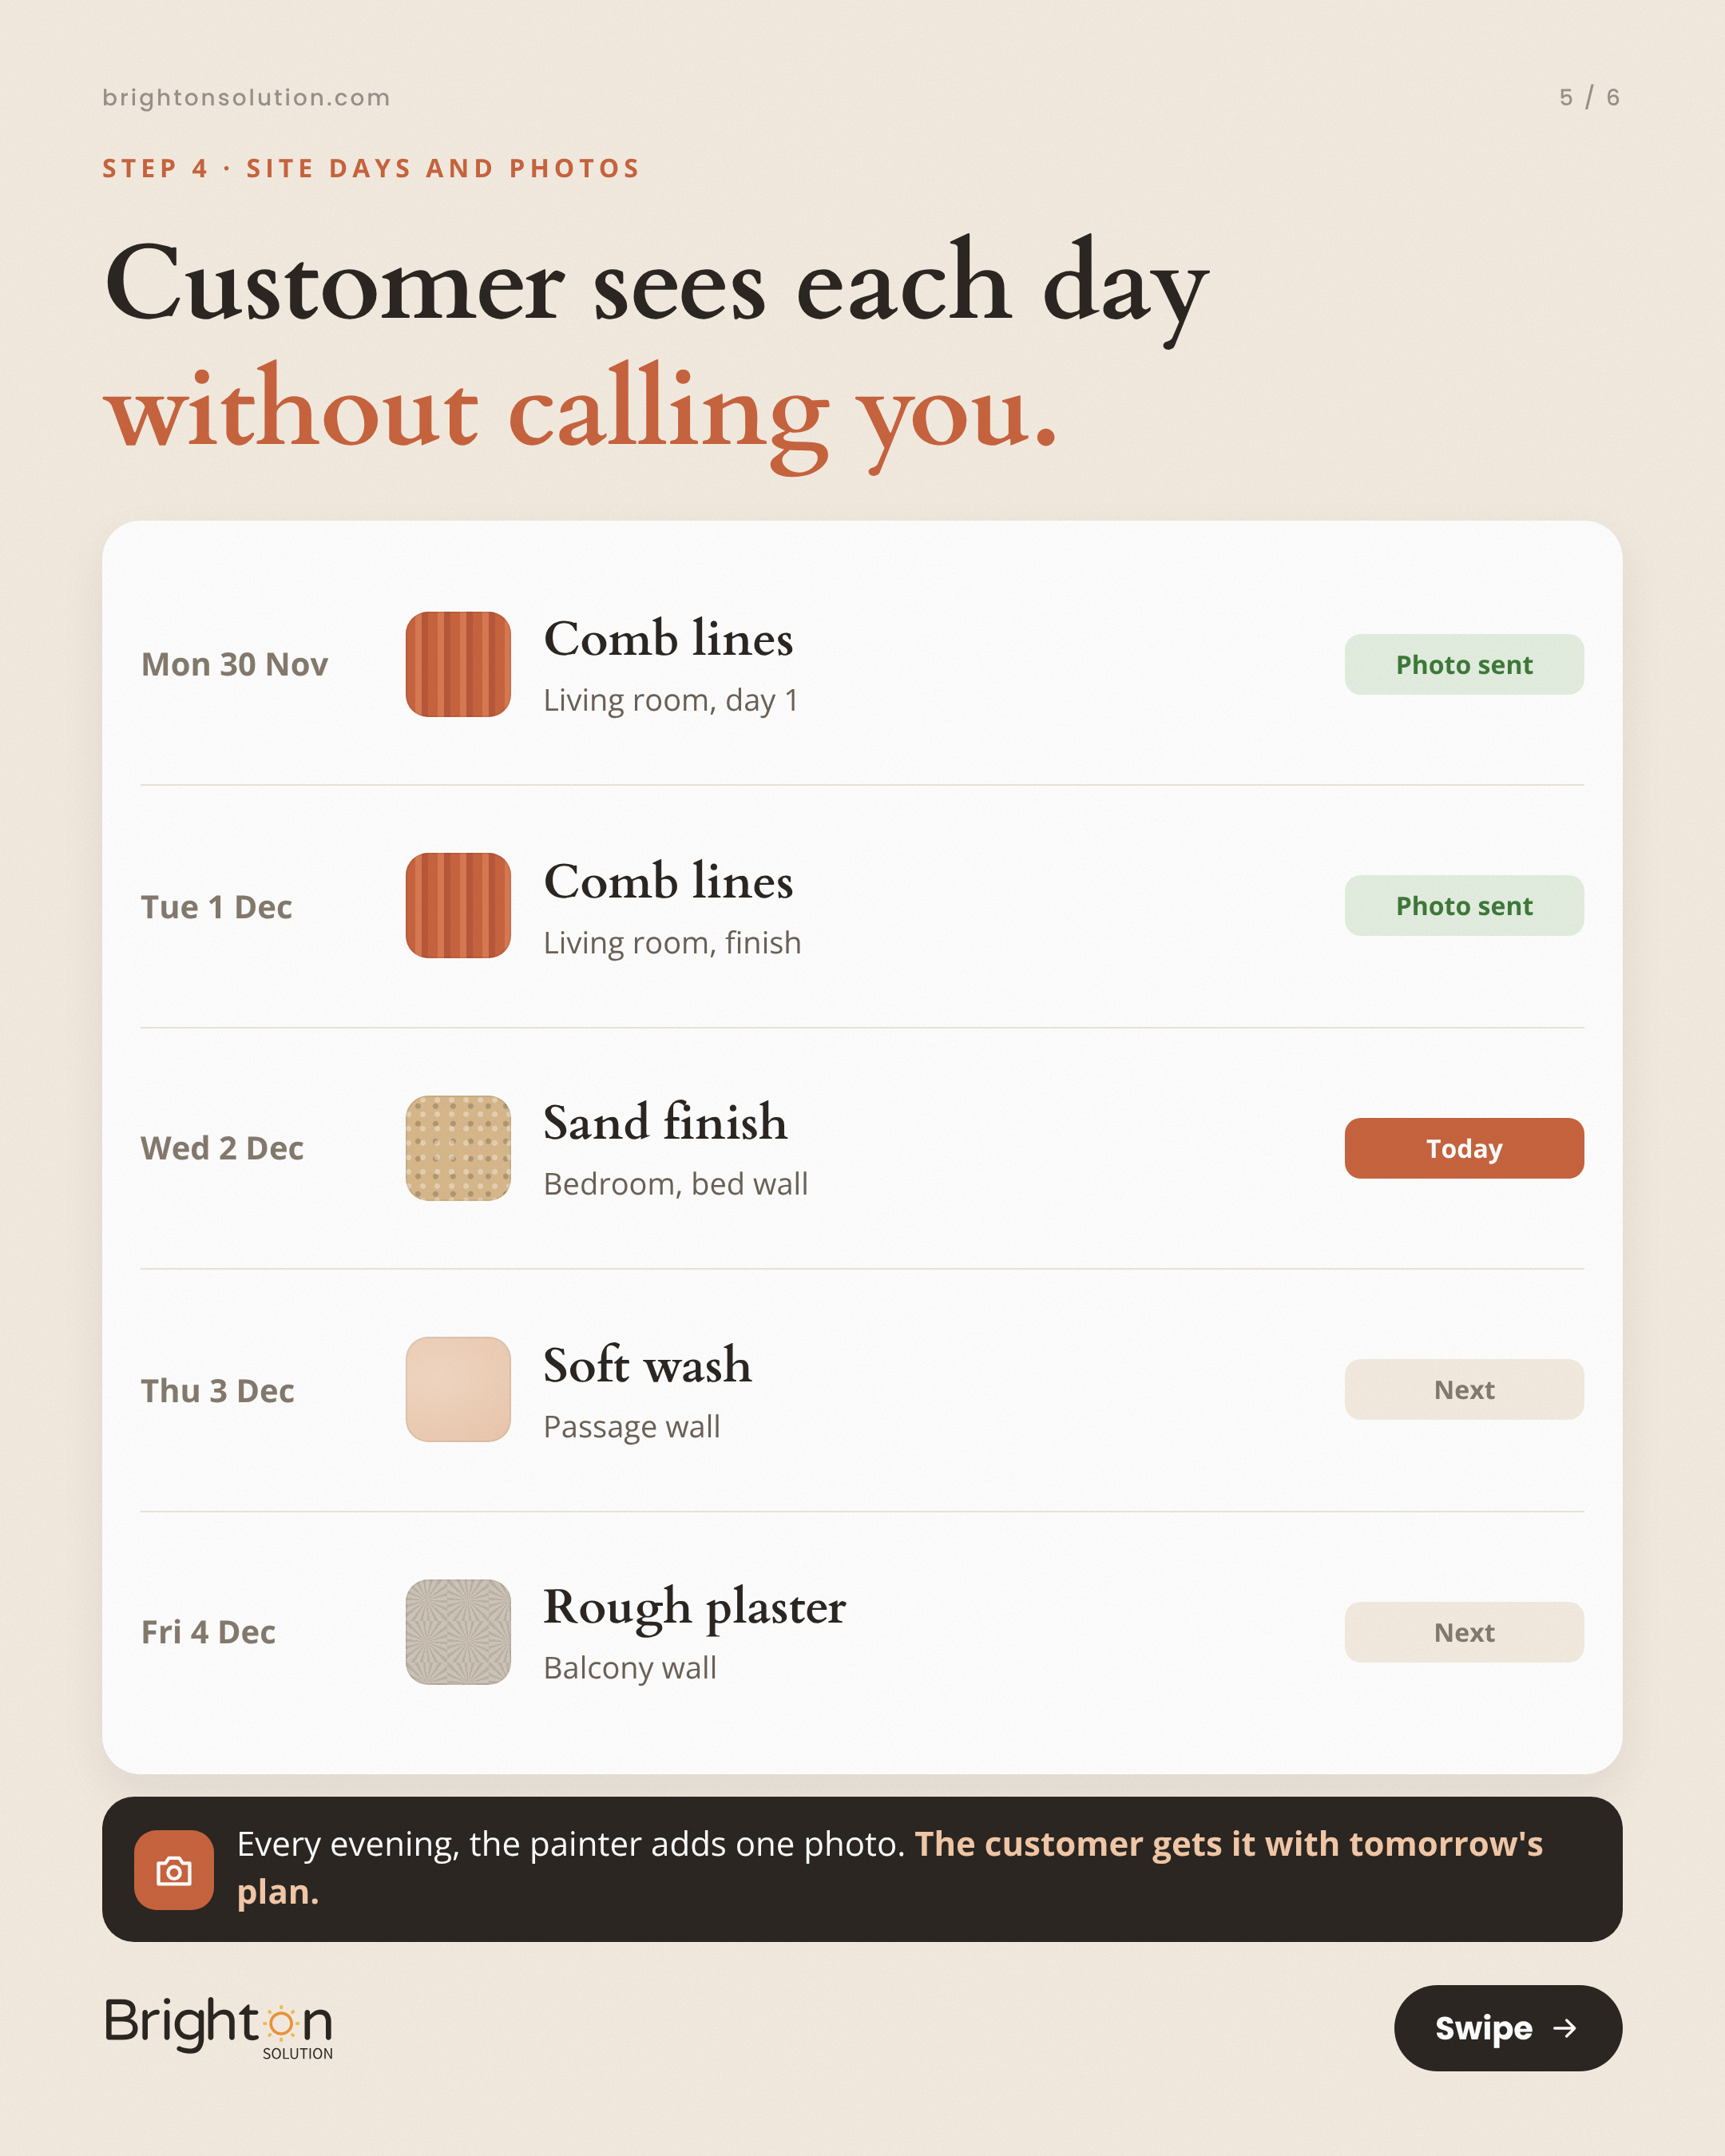 brightonsolution.com
5 / 6
STEP 4 · SITE DAYS AND PHOTOS
Customer sees each day
without calling you.
Mon 30 Nov
Comb lines
Living room, day 1
Photo sent
Tue 1 Dec
Comb lines
Living room, finish
Photo sent
Wed 2 Dec
Sand finish
Bedroom, bed wall
Today
Thu 3 Dec
Soft wash
Passage wall
Next
Fri 4 Dec
Rough plaster
Balcony wall
Next
Every evening, the painter adds one photo. The customer gets it with tomorrow's
plan.
Brighton
SOLUTION
Swipe →